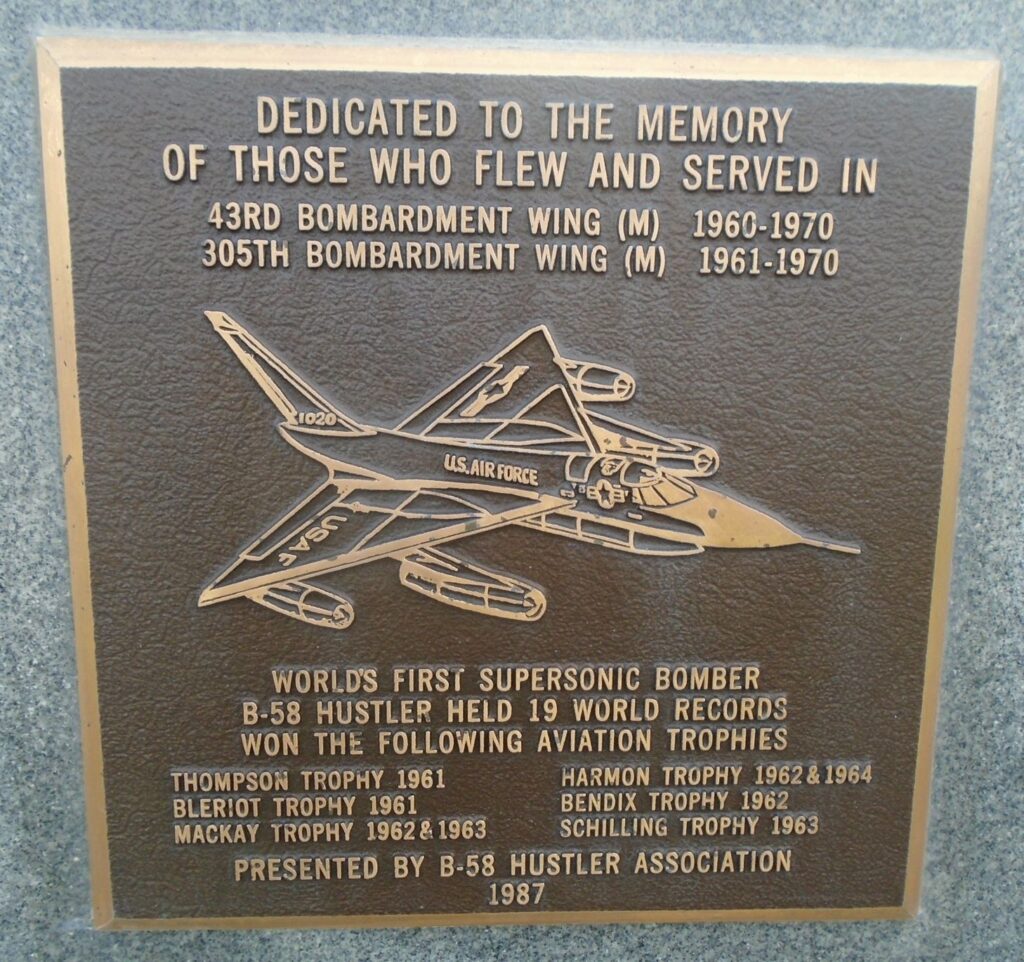 DEDICATED TO THE MEMORY
OF THOSE WHO FLEW AND SERVED IN
43RD BOMBARDMENT WING (M) 1960-1970
305TH BOMBARDMENT WING (M) 1961-1970
1020
U.S. AIR FORCE
USAF
WORLD'S FIRST SUPERSONIC BOMBER
B-58 HUSTLER HELD 19 WORLD RECORDS
WON THE FOLLOWING AVIATION TROPHIES
THOMPSON TROPHY 1961
BLERIOT TROPHY 1961
MACKAY TROPHY 1962 & 1963
HARMON TROPHY 1962 & 1964
BENDIX TROPHY 1962
SCHILLING TROPHY 1963
PRESENTED BY B-58 HUSTLER ASSOCIATION
1987